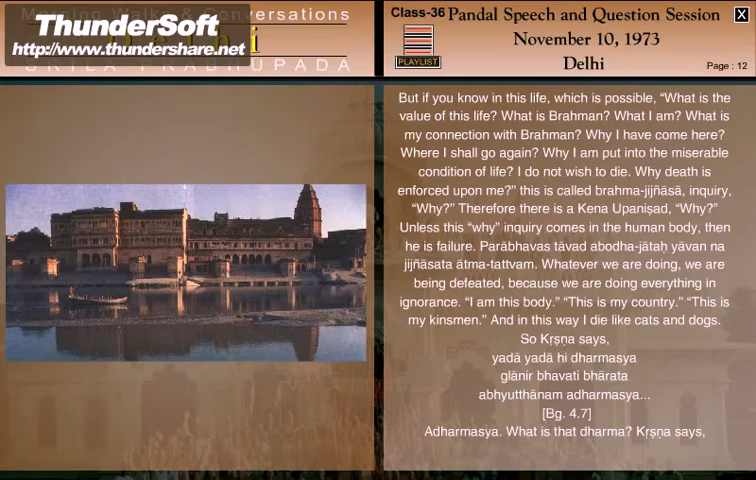 Morning Walks & Conversations
ThunderSoft
http://www.thundershare.net
SRILA PRABHUPADA
Class-36 Pandal Speech and Question Session
November 10, 1973
Delhi
PLAYLIST
Page : 12
X
But if you know in this life, which is possible, “What is the
value of this life? What is Brahman? What I am? What is
my connection with Brahman? Why I have come here?
Where I shall go again? Why I am put into the miserable
condition of life? I do not wish to die. Why death is
enforced upon me?” this is called brahma-jijñāsā, inquiry,
“Why?” Therefore there is a Kena Upaniṣad, “Why?”
Unless this “why” inquiry comes in the human body, then
he is failure. Parābhavas tāvad abodha-jātaḥ yāvan na
jijñāsata ātma-tattvam. Whatever we are doing, we are
being defeated, because we are doing everything in
ignorance. “I am this body.” “This is my country.” “This is
my kinsmen.” And in this way I die like cats and dogs.
So Kṛṣṇa says,
yadā yadā hi dharmasya
glānir bhavati bhārata
abhyutthānam adharmasya...
[Bg. 4.7]
Adharmasya. What is that dharma? Kṛṣṇa says,